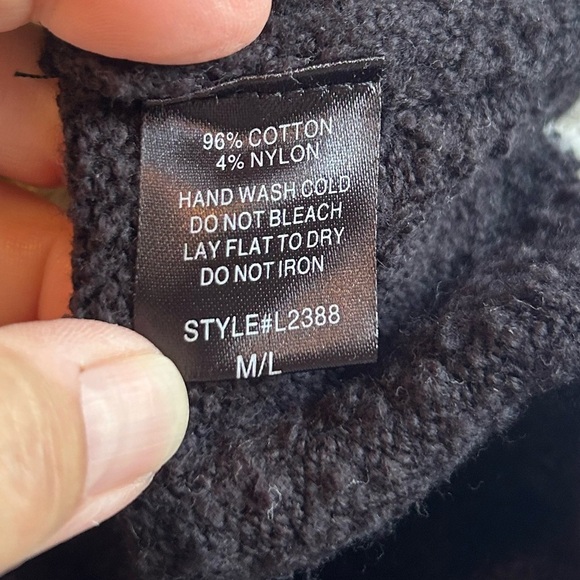 96% COTTON
4% NYLON
HAND WASH COLD
DO NOT BLEACH
LAY FLAT TO DRY
DO NOT IRON
STYLE#L2388
M/L